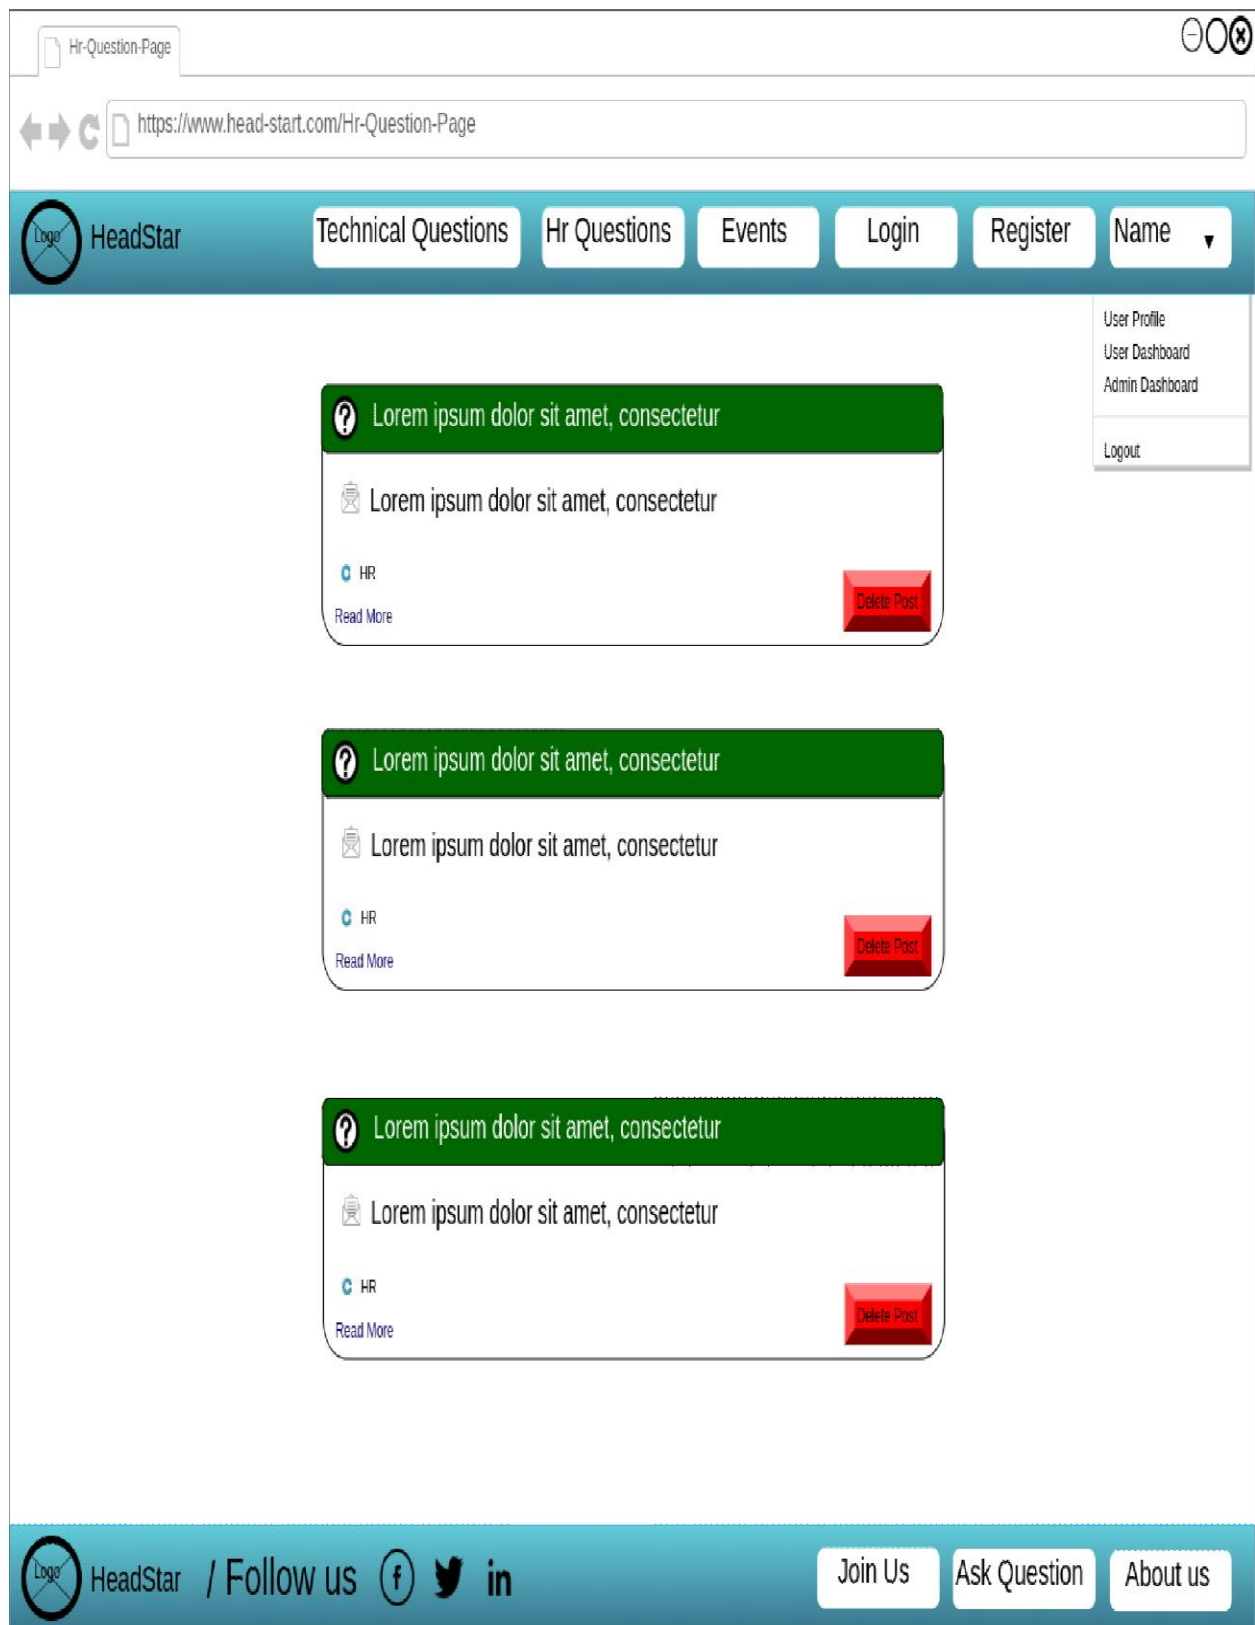 Hr-Question-Page
https://www.head-start.com/Hr-Question-Page
Logo HeadStar Technical Questions Hr Questions Events Login Register Name
User Profile
User Dashboard
Admin Dashboard
Logout
Lorem ipsum dolor sit amet, consectetur
Lorem ipsum dolor sit amet, consectetur
HR
Delete Post
Read More
Lorem ipsum dolor sit amet, consectetur
Lorem ipsum dolor sit amet, consectetur
HR
Delete Post
Read More
Lorem ipsum dolor sit amet, consectetur
Lorem ipsum dolor sit amet, consectetur
HR
Delete Post
Read More
Logo HeadStar / Follow us f in Join Us Ask Question About us